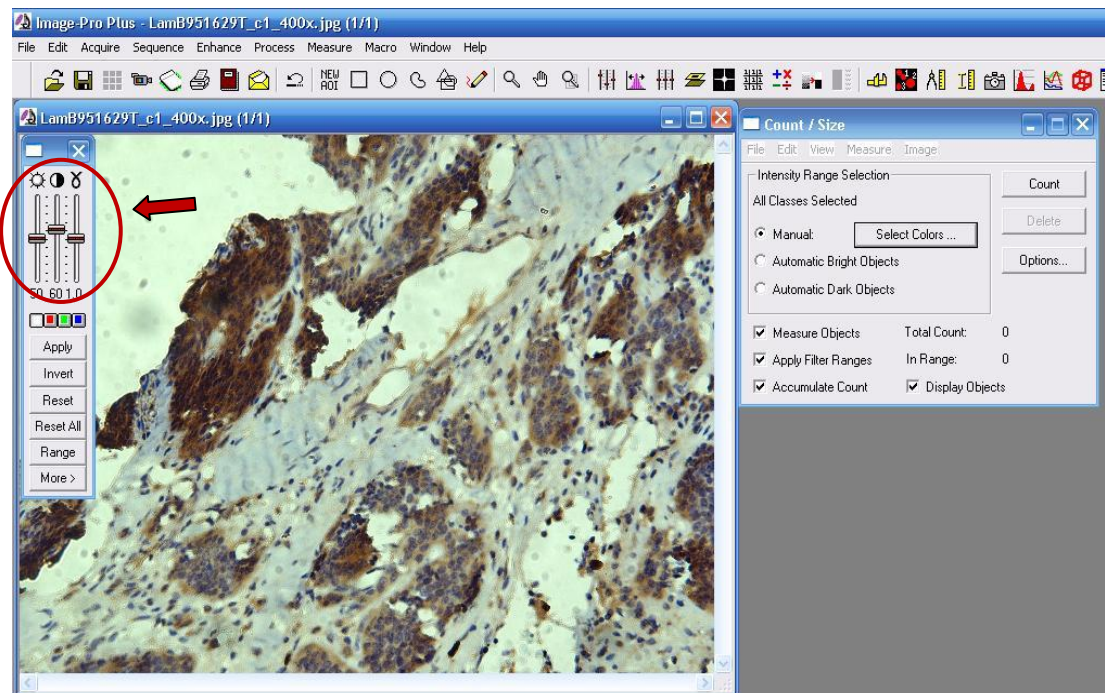 Image-Pro Plus - LamB951629T_c1_400x.jpg (1/1)
File Edit Acquire Sequence Enhance Process Measure Macro Window Help
NEW
AOI
LamB951629T_c1_400x.jpg (1/1)
50 60 1.0
Apply
Invert
Reset
Reset All
Range
More >
Count / Size
File Edit View Measure Image
Intensity Range Selection
All Classes Selected
Manual: Select Colors ...
Automatic Bright Objects
Automatic Dark Objects
Count
Delete
Options...
Measure Objects Total Count: 0
Apply Filter Ranges In Range: 0
Accumulate Count Display Objects